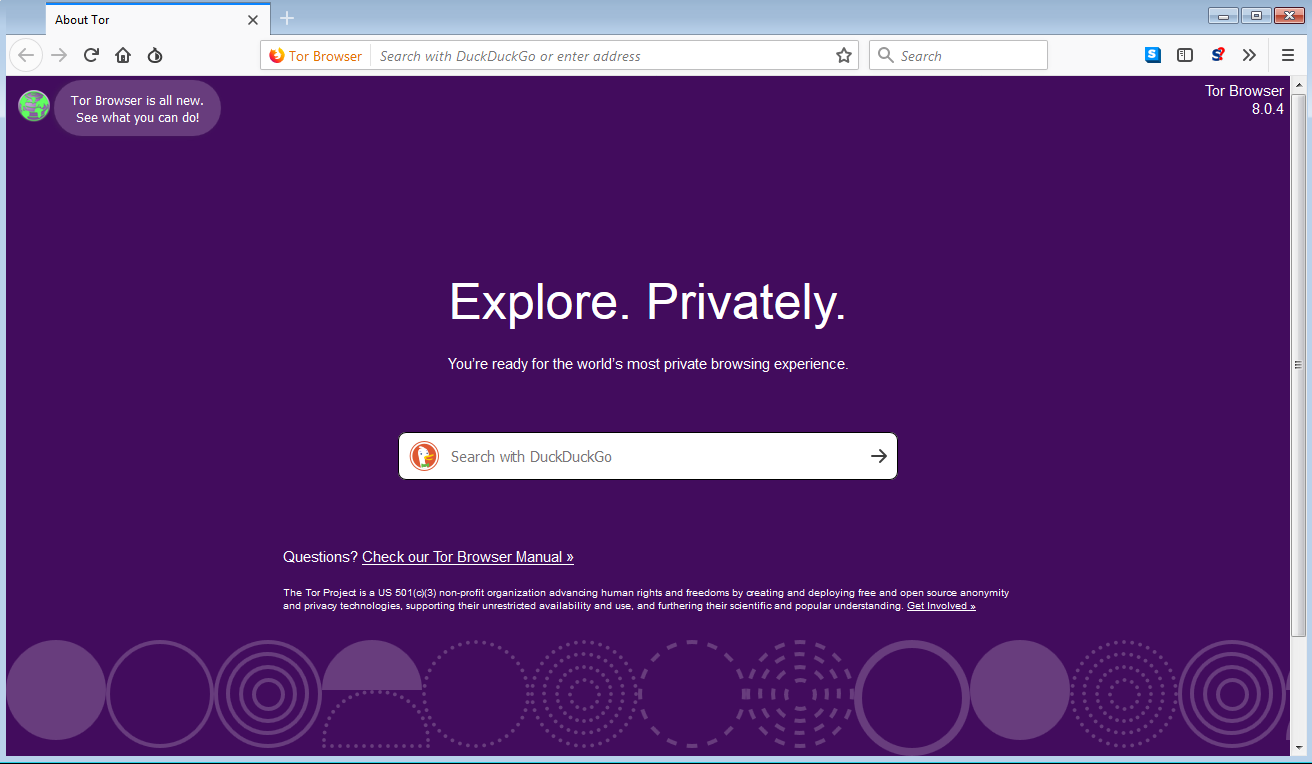 About Tor
Tor Browser
Search with DuckDuckGo or enter address
Search
Tor Browser is all new.
See what you can do!
Tor Browser
8.0.4
Explore. Privately.
You’re ready for the world’s most private browsing experience.
Search with DuckDuckGo
Questions? Check our Tor Browser Manual »
The Tor Project is a US 501(c)(3) non-profit organization advancing human rights and freedoms by creating and deploying free and open source anonymity
and privacy technologies, supporting their unrestricted availability and use, and furthering their scientific and popular understanding. Get Involved »